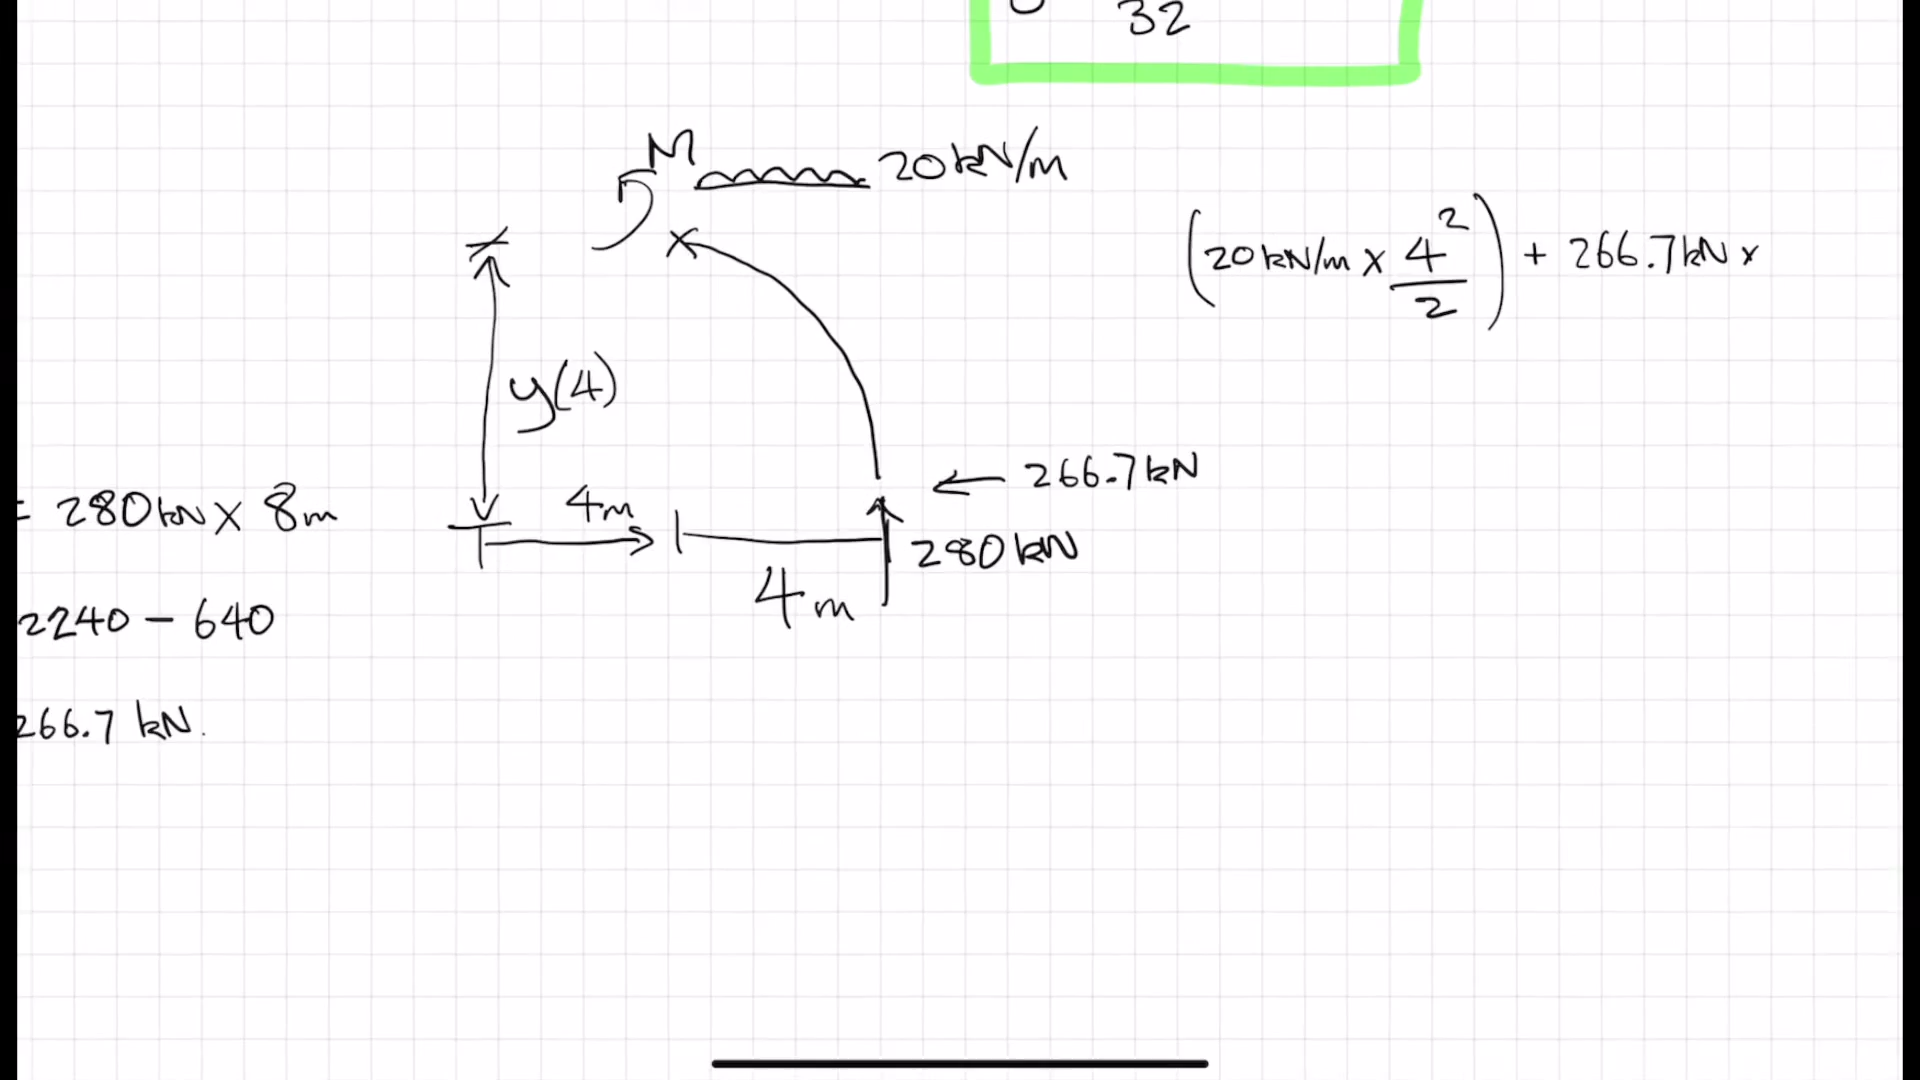 32
M
20kN/m
(20kN/m x 4²/2) + 266.7kN x
y(4)
266.7kN
= 280kN x 8m
4m
280kN
4m
2240 - 640
266.7 kN.